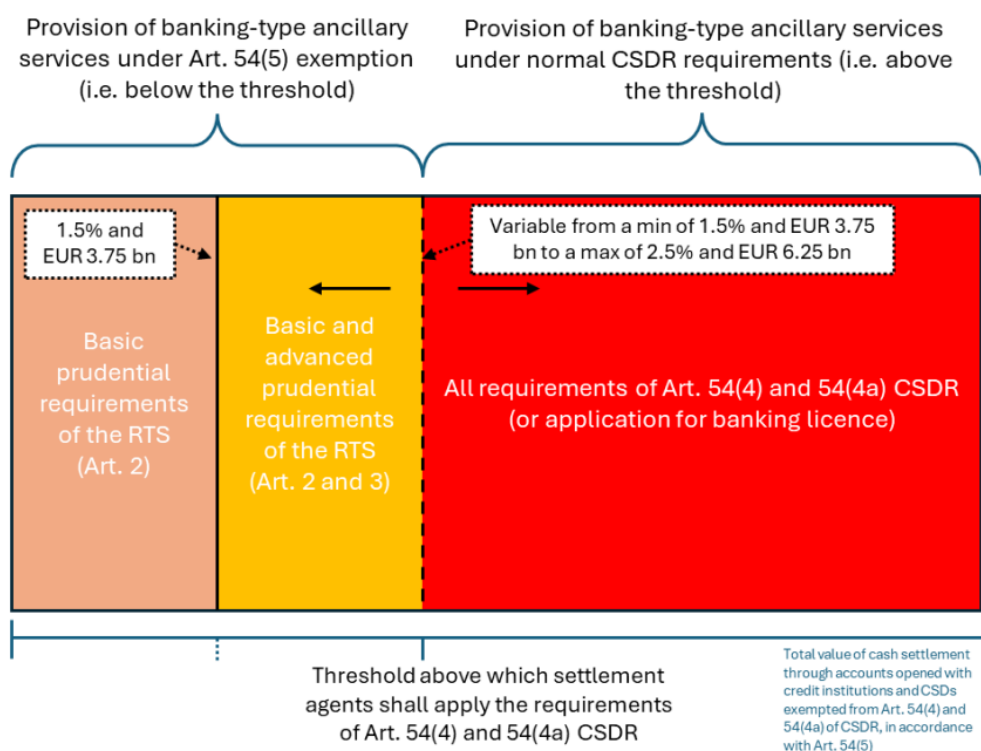 Provision of banking-type ancillary
services under Art. 54(5) exemption
(i.e. below the threshold)
Provision of banking-type ancillary services
under normal CSDR requirements (i.e. above
the threshold)
1.5% and
EUR 3.75 bn
Variable from a min of 1.5% and EUR 3.75
bn to a max of 2.5% and EUR 6.25 bn
Basic
prudential
requirements
of the RTS
(Art. 2)
Basic and
advanced
prudential
requirements
of the RTS
(Art. 2 and 3)
All requirements of Art. 54(4) and 54(4a) CSDR
(or application for banking licence)
Threshold above which settlement
agents shall apply the requirements
of Art. 54(4) and 54(4a) CSDR
Total value of cash settlement
through accounts opened with
credit institutions and CSDs
exempted from Art. 54(4) and
54(4a) of CSDR, in accordance
with Art. 54(5)